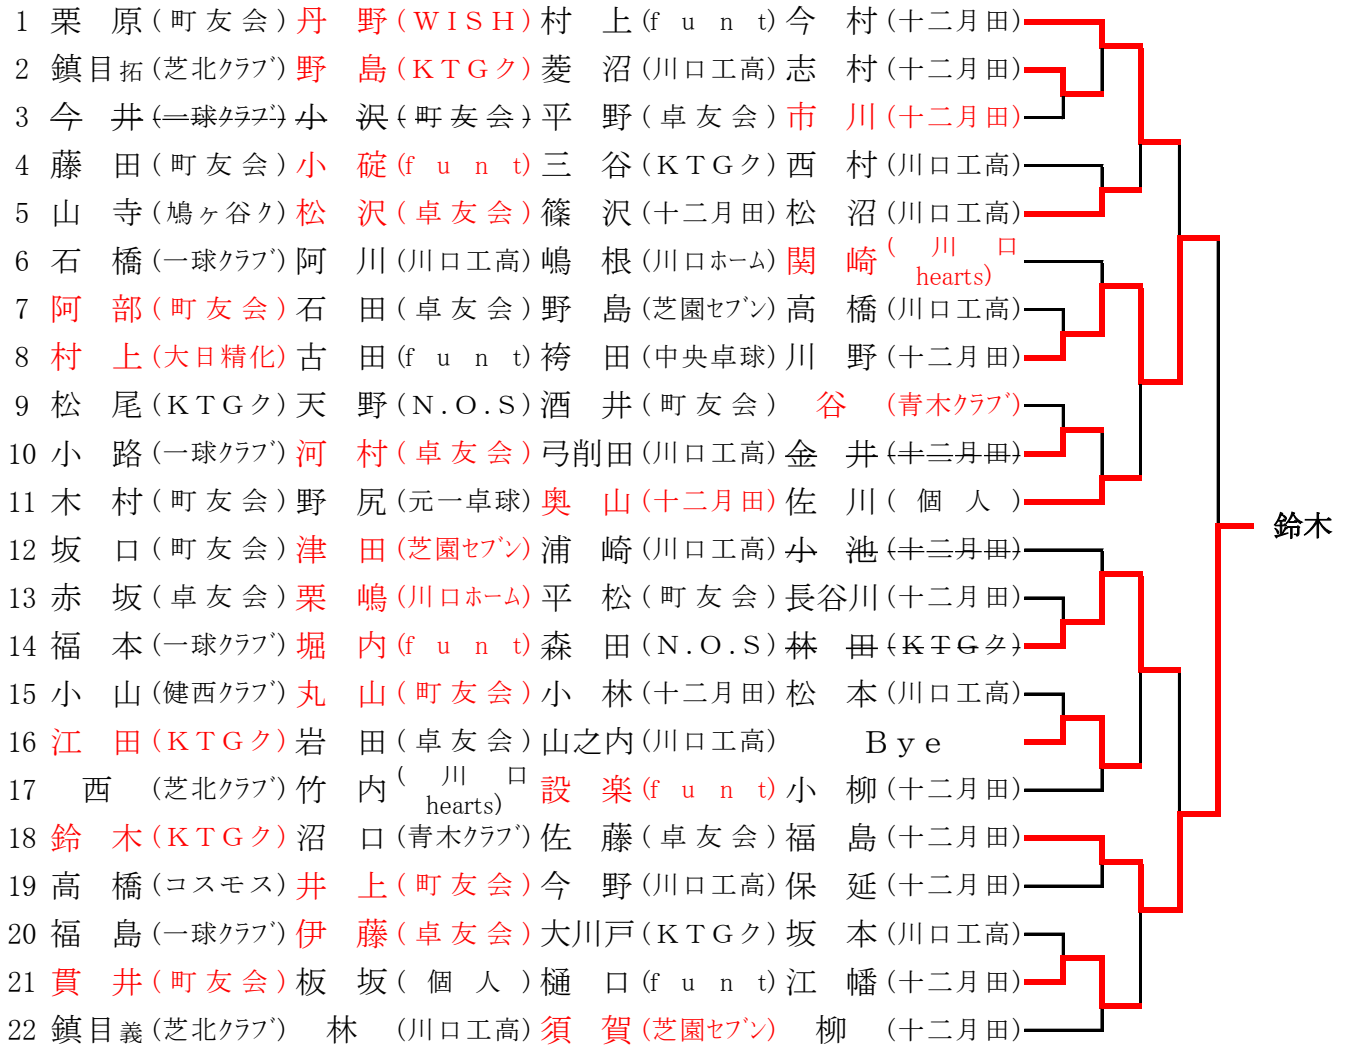 1 栗 原 (町友会) 丹 野 (WISH) 村 上 (funt) 今 村 (十二月田)
2 鎮目拓 (芝北クラブ) 野 島 (KTGク) 菱 沼 (川口工高) 志 村 (十二月田)
3 今 井 (一球クラブ) 小 沢 (町友会) 平 野 (卓友会) 市 川 (十二月田)
4 藤 田 (町友会) 小 碇 (funt) 三 谷 (KTGク) 西 村 (川口工高)
5 山 寺 (鳩ヶ谷ク) 松 沢 (卓友会) 篠 沢 (十二月田) 松 沼 (川口工高)
6 石 橋 (一球クラブ) 阿 川 (川口工高) 嶋 根 (川口ホーム) 関 崎 (川口hearts)
7 阿 部 (町友会) 石 田 (卓友会) 野 島 (芝園セブン) 高 橋 (川口工高)
8 村 上 (大日精化) 古 田 (funt) 袴 田 (中央卓球) 川 野 (十二月田)
9 松 尾 (KTGク) 天 野 (N.O.S) 酒 井 (町友会) 谷 (青木クラブ)
10 小 路 (一球クラブ) 河 村 (卓友会) 弓削田 (川口工高) 金 井 (十二月田)
11 木 村 (町友会) 野 尻 (元一卓球) 奥 山 (十二月田) 佐 川 (個人)
鈴木
12 坂 口 (町友会) 津 田 (芝園セブン) 浦 崎 (川口工高) 小 池 (十二月田)
13 赤 坂 (卓友会) 栗 嶋 (川口ホーム) 平 松 (町友会) 長谷川 (十二月田)
14 福 本 (一球クラブ) 堀 内 (funt) 森 田 (N.O.S) 林 田 (KTGク)
15 小 山 (健西クラブ) 丸 山 (町友会) 小 林 (十二月田) 松 本 (川口工高)
16 江 田 (KTGク) 岩 田 (卓友会) 山之内 (川口工高) Bye
17 西 (芝北クラブ) 竹 内 (川口hearts) 設 楽 (funt) 小 柳 (十二月田)
18 鈴 木 (KTGク) 沼 口 (青木クラブ) 佐 藤 (卓友会) 福 島 (十二月田)
19 高 橋 (コスモス) 井 上 (町友会) 今 野 (川口工高) 保 延 (十二月田)
20 福 島 (一球クラブ) 伊 藤 (卓友会) 大川戸 (KTGク) 坂 本 (川口工高)
21 貫 井 (町友会) 板 坂 (個人) 樋 口 (funt) 江 幡 (十二月田)
22 鎮目義 (芝北クラブ) 林 (川口工高) 須 賀 (芝園セブン) 柳 (十二月田)